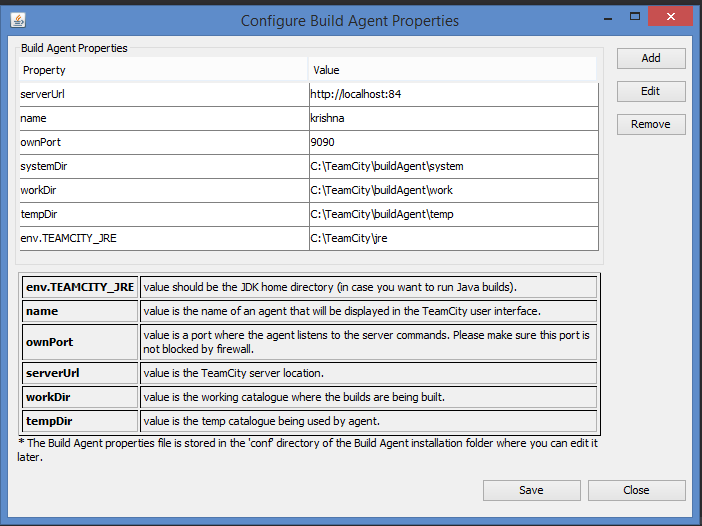 Configure Build Agent Properties
Build Agent Properties
Property Value
serverUrl http://localhost:84
name krishna
ownPort 9090
systemDir C:\TeamCity\buildAgent\system
workDir C:\TeamCity\buildAgent\work
tempDir C:\TeamCity\buildAgent\temp
env.TEAMCITY_JRE C:\TeamCity\jre
Add
Edit
Remove
env.TEAMCITY_JRE value should be the JDK home directory (in case you want to run Java builds).
name value is the name of an agent that will be displayed in the TeamCity user interface.
ownPort value is a port where the agent listens to the server commands. Please make sure this port is
not blocked by firewall.
serverUrl value is the TeamCity server location.
workDir value is the working catalogue where the builds are being built.
tempDir value is the temp catalogue being used by agent.
* The Build Agent properties file is stored in the 'conf' directory of the Build Agent installation folder where you can edit it
later.
Save Close